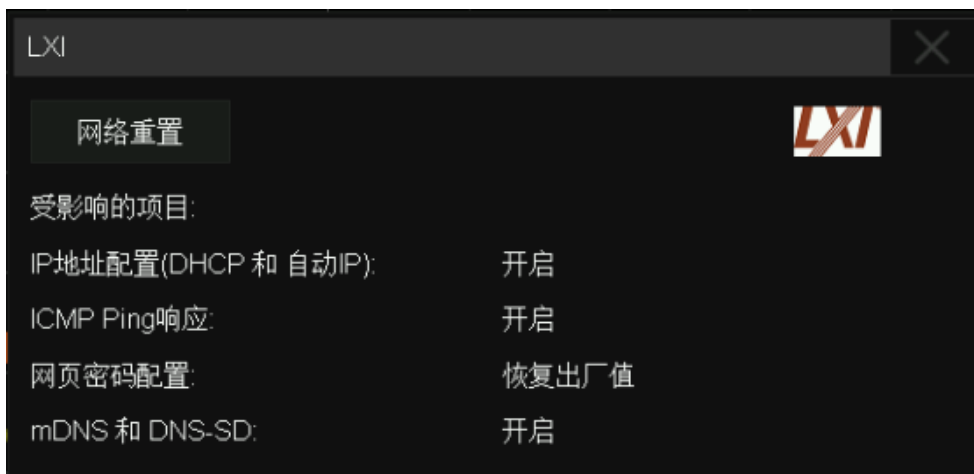 LXI
网络重置
LXI
受影响的项目:
IP地址配置(DHCP 和 自动IP): 开启
ICMP Ping响应: 开启
网页密码配置: 恢复出厂值
mDNS 和 DNS-SD: 开启